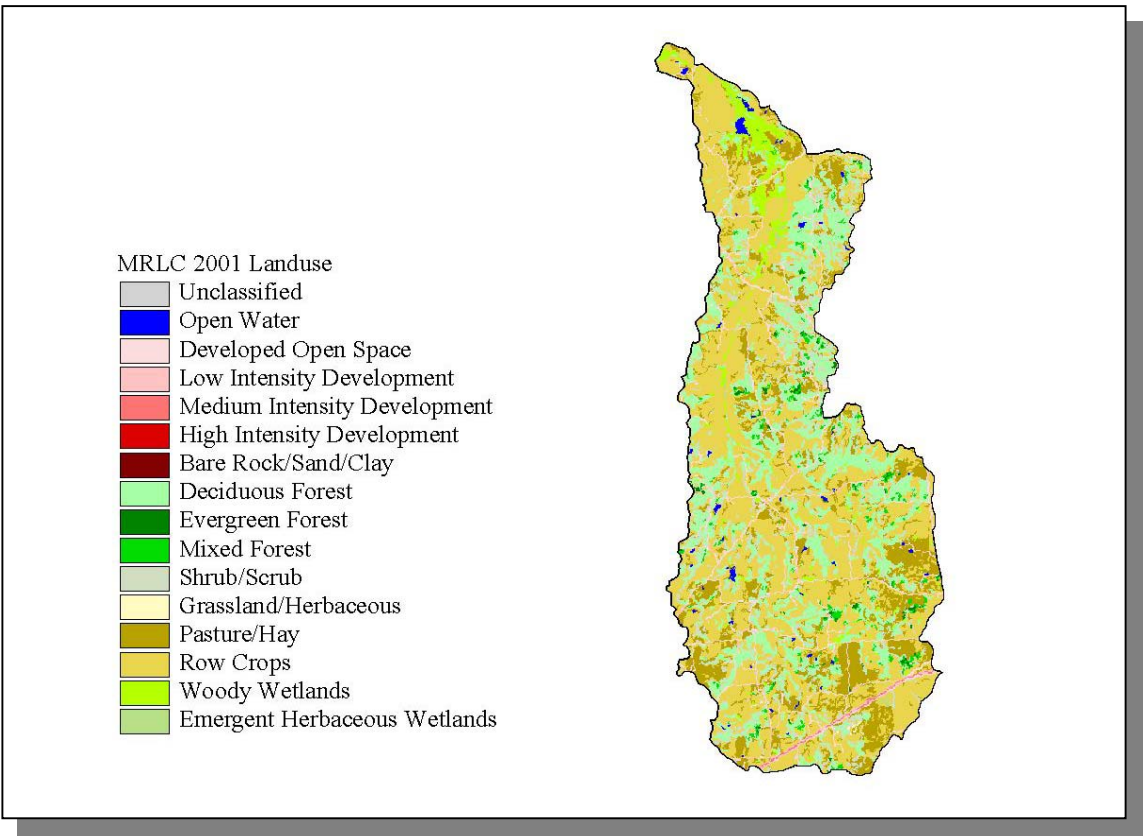 MRLC 2001 Landuse
Unclassified
Open Water
Developed Open Space
Low Intensity Development
Medium Intensity Development
High Intensity Development
Bare Rock/Sand/Clay
Deciduous Forest
Evergreen Forest
Mixed Forest
Shrub/Scrub
Grassland/Herbaceous
Pasture/Hay
Row Crops
Woody Wetlands
Emergent Herbaceous Wetlands